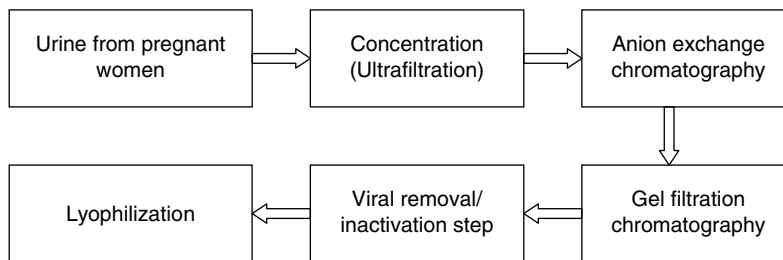 Urine from pregnant
women
Concentration
(Ultrafiltration)
Anion exchange
chromatography
Gel filtration
chromatography
Viral removal/
inactivation step
Lyophilization